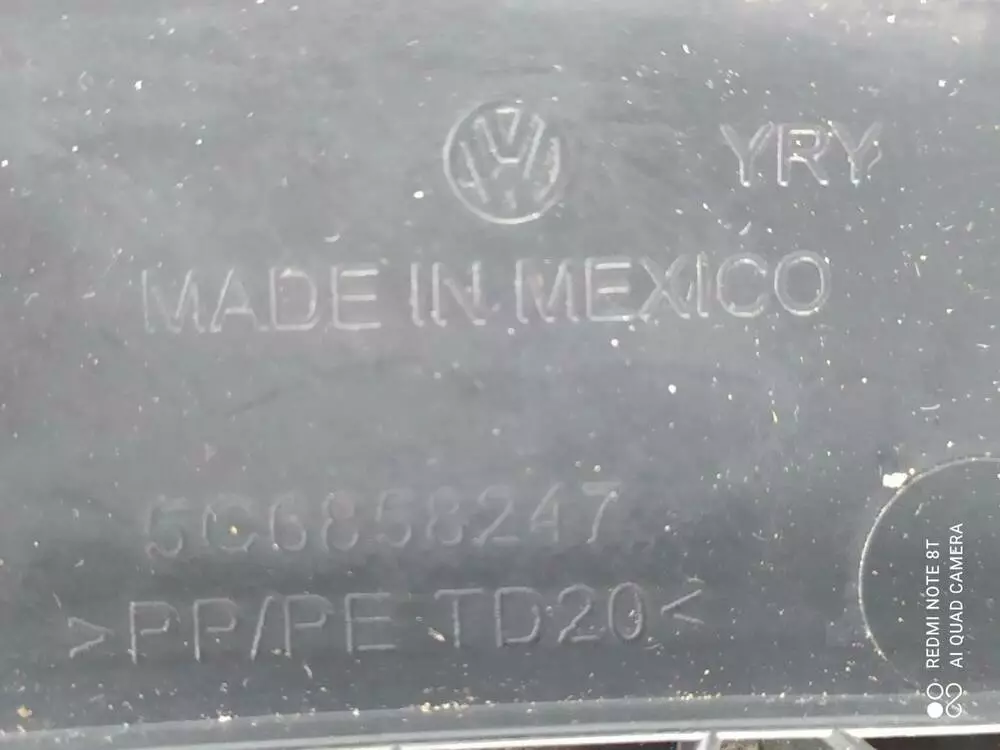 YRY
MADE IN MEXICO
5C6858247
>PP/PE TD20<
REDMI NOTE 8T
AI QUAD CAMERA